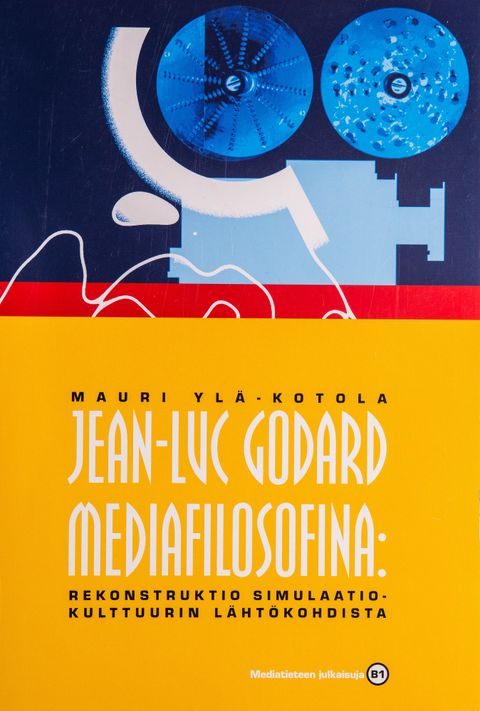 MAURI YLÄ-KOTOLA
JEAN-LUC GODARD
MEDIAFILOSOFINA:
REKONSTRUKTIO SIMULAATIO-
KULTTUURIN LÄHTÖKOHDISTA
Mediatieteen julkaisuja B1